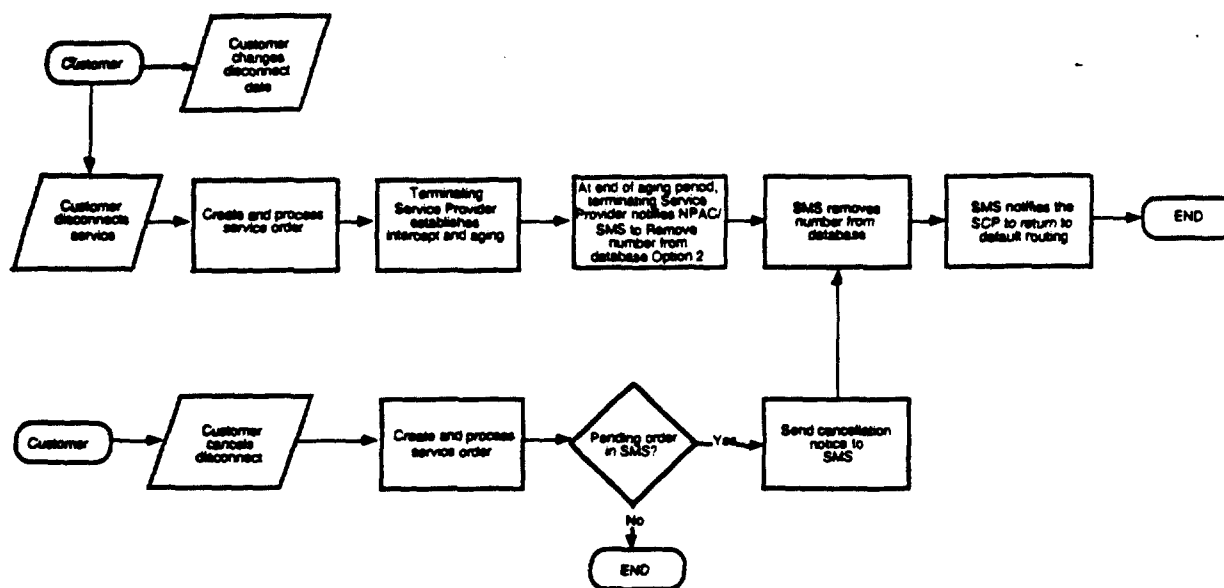 Customer
Customer
changes
disconnect
date
Customer
disconnects
service
Create and process
service order
Terminating
Service Provider
establishes
intercept and aging
At end of aging period,
terminating Service
Provider notifies NPAC/
SMS to Remove
number from
database Option 2
SMS removes
number from
database
SMS notifies the
SCP to return to
default routing
END
Customer
Customer
cancels
disconnect
Create and process
service order
Pending order
in SMS?
Yes
Send cancellation
notice to
SMS
No
END